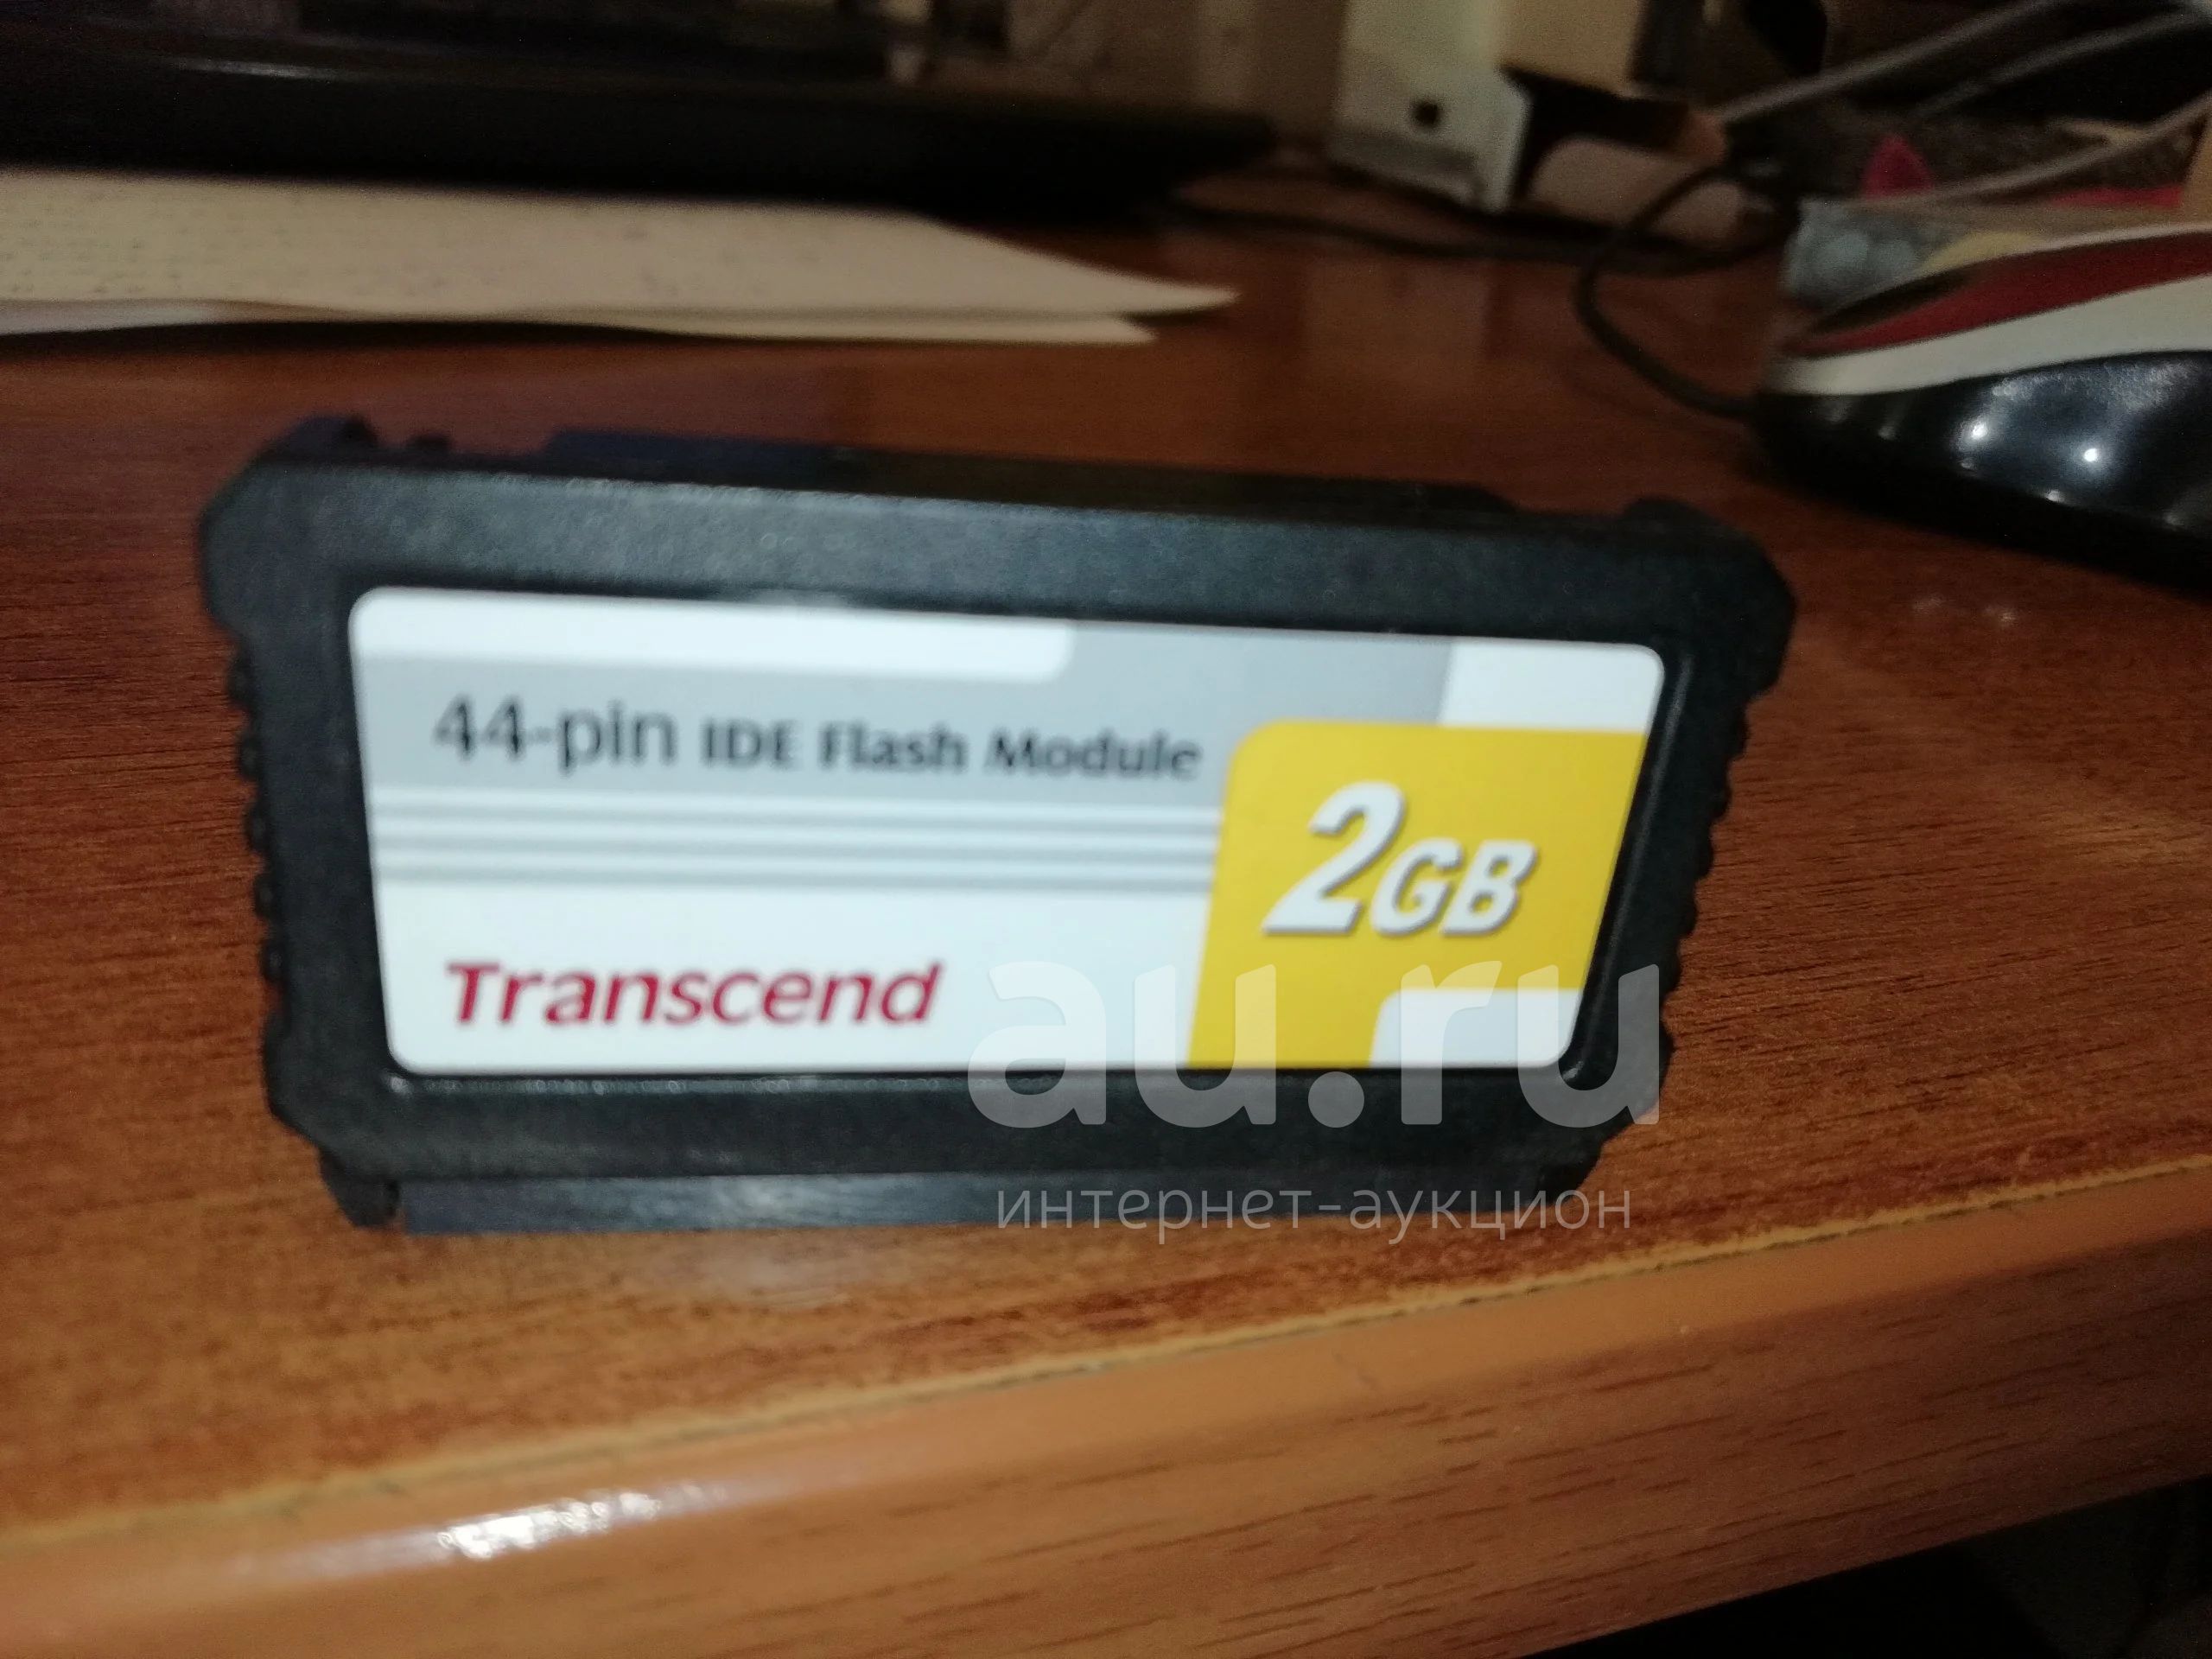 44-pin IDE Flash Module
2GB
Transcend
au.ru
интернет-аукцион